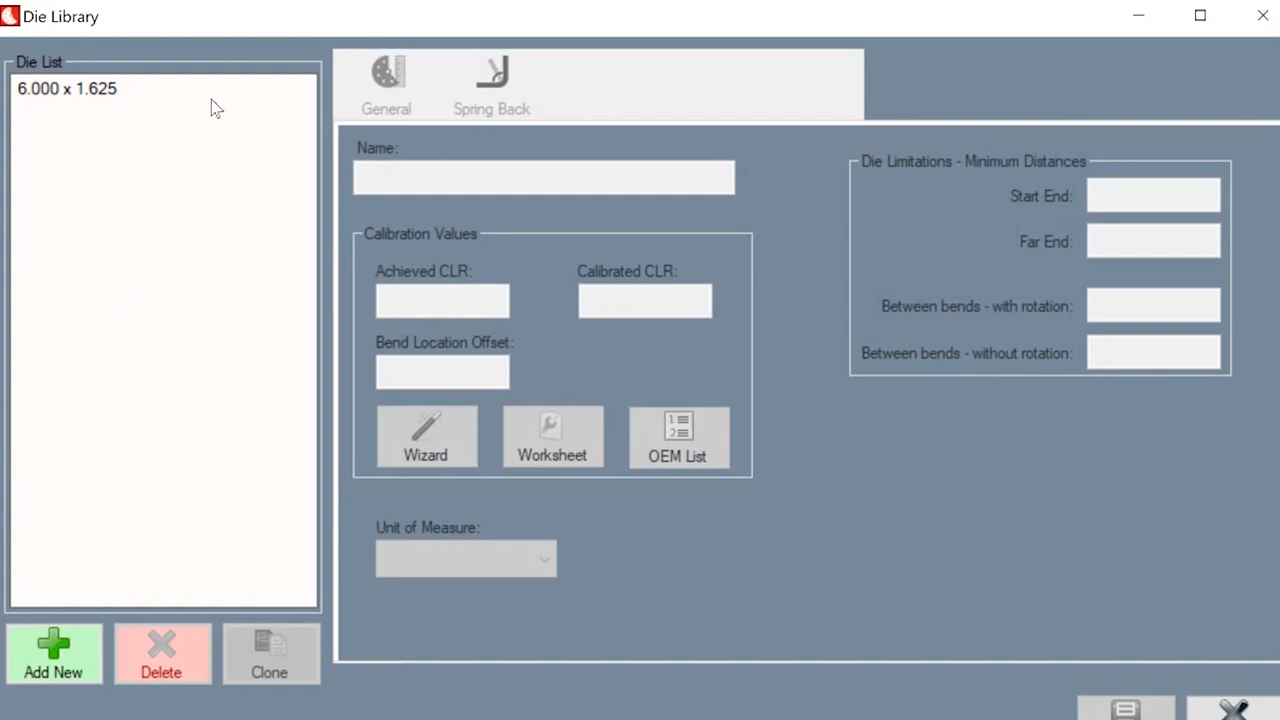 Die Library
Die List
6.000 x 1.625
General
Spring Back
Name:
Calibration Values
Achieved CLR:
Calibrated CLR:
Bend Location Offset:
Wizard
Worksheet
OEM List
Unit of Measure:
Die Limitations - Minimum Distances
Start End:
Far End:
Between bends - with rotation:
Between bends - without rotation:
Add New
Delete
Clone